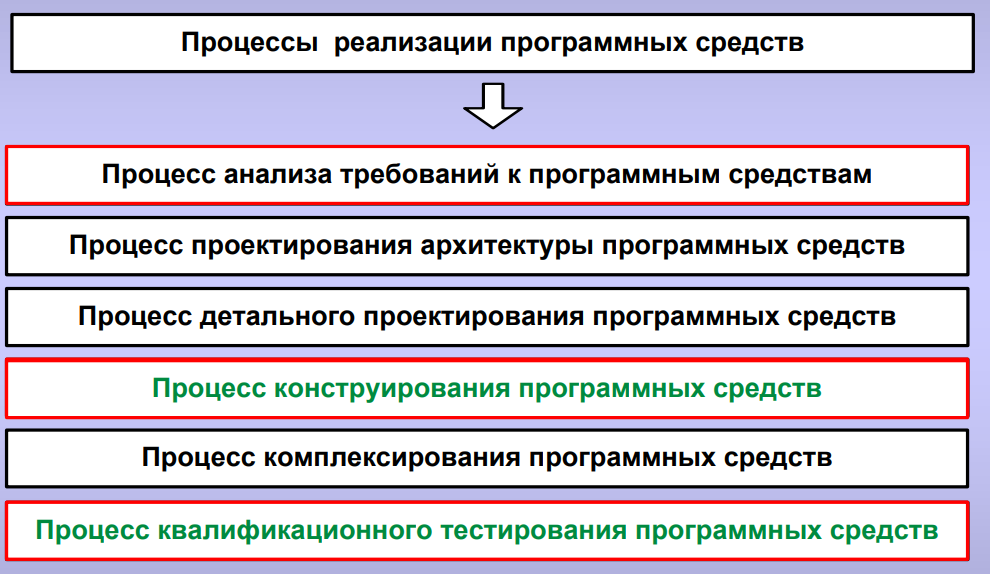 Процессы реализации программных средств
Процесс анализа требований к программным средствам
Процесс проектирования архитектуры программных средств
Процесс детального проектирования программных средств
Процесс конструирования программных средств
Процесс комплексирования программных средств
Процесс квалификационного тестирования программных средств